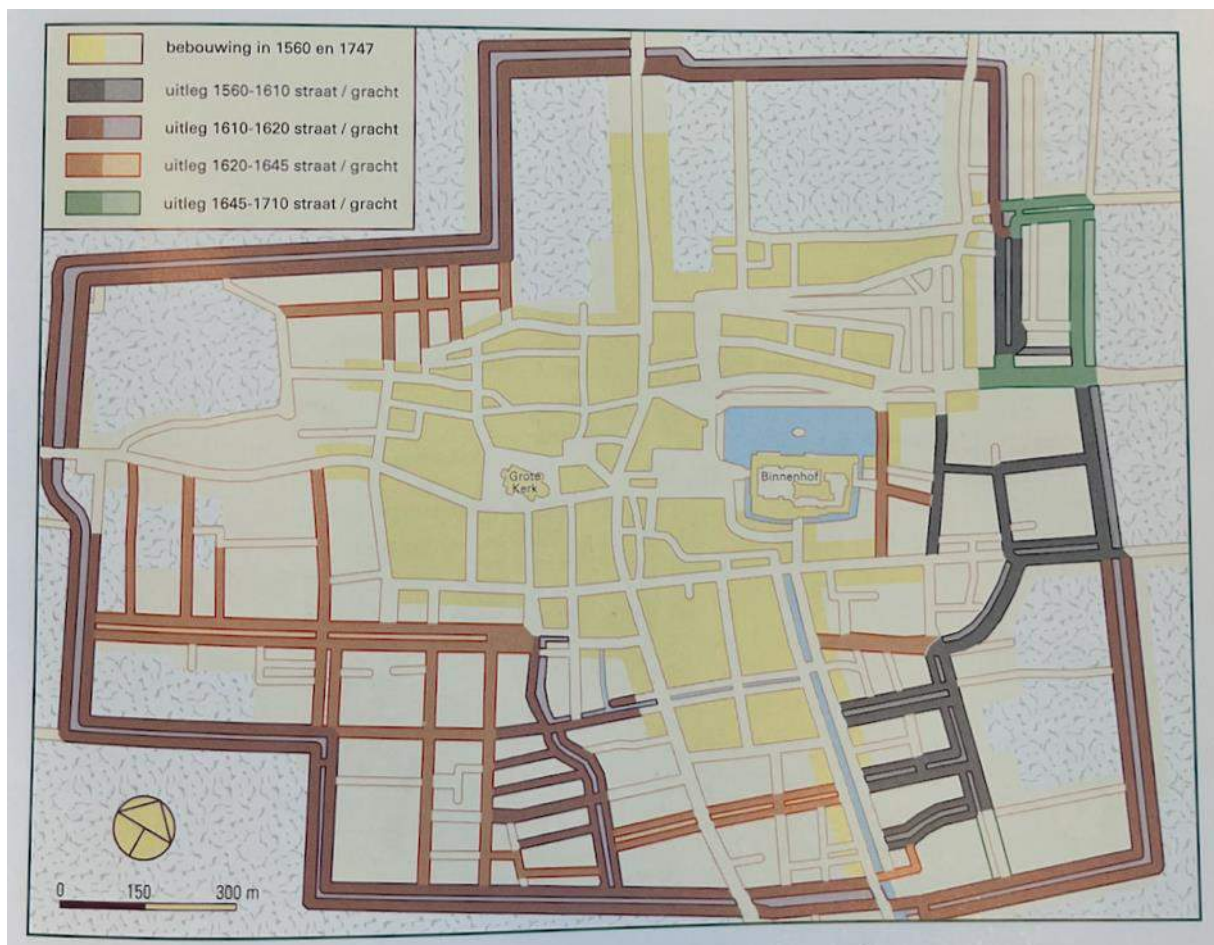 bebouwing in 1560 en 1747
uitleg 1560-1610 straat / gracht
uitleg 1610-1620 straat / gracht
uitleg 1620-1645 straat / gracht
uitleg 1645-1710 straat / gracht
Grote
Kerk
Binnenhof
0 150 300 m